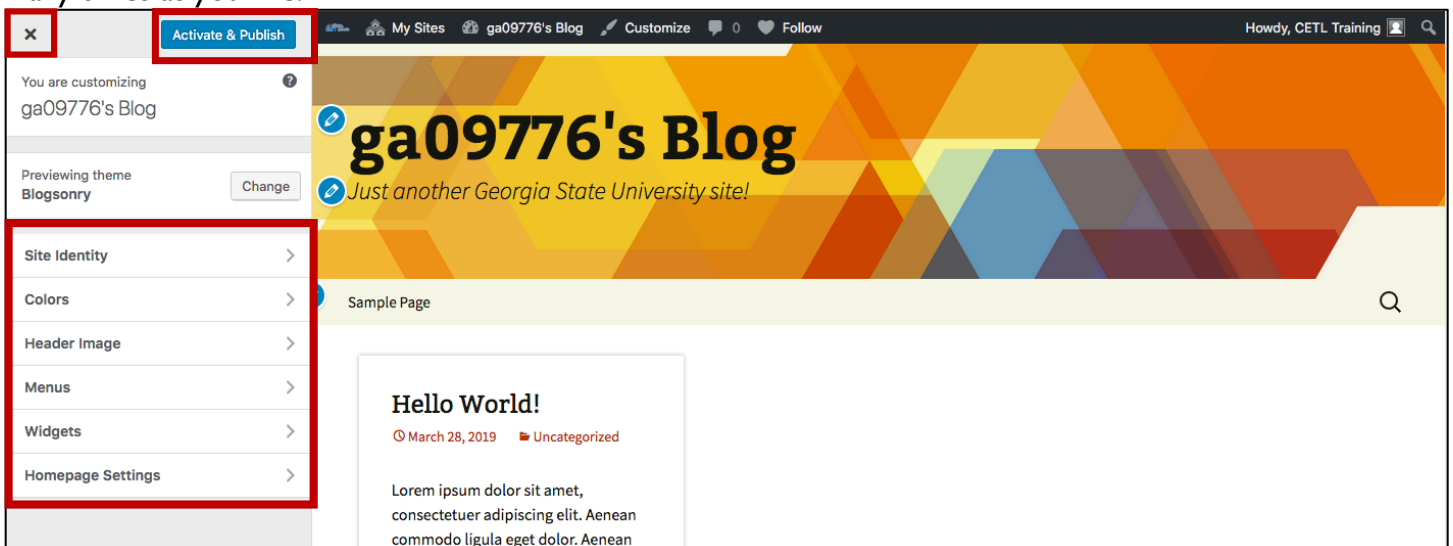 Activate & Publish
My Sites
ga09776's Blog
Customize
0
Follow
Howdy, CETL Training
You are customizing
ga09776's Blog
Previewing theme
Blogsonry
Change
Site Identity
Colors
Header Image
Menus
Widgets
Homepage Settings
ga09776's Blog
Just another Georgia State University site!
Sample Page
Hello World!
March 28, 2019 Uncategorized
Lorem ipsum dolor sit amet,
consectetuer adipiscing elit. Aenean
commodo ligula eget dolor. Aenean